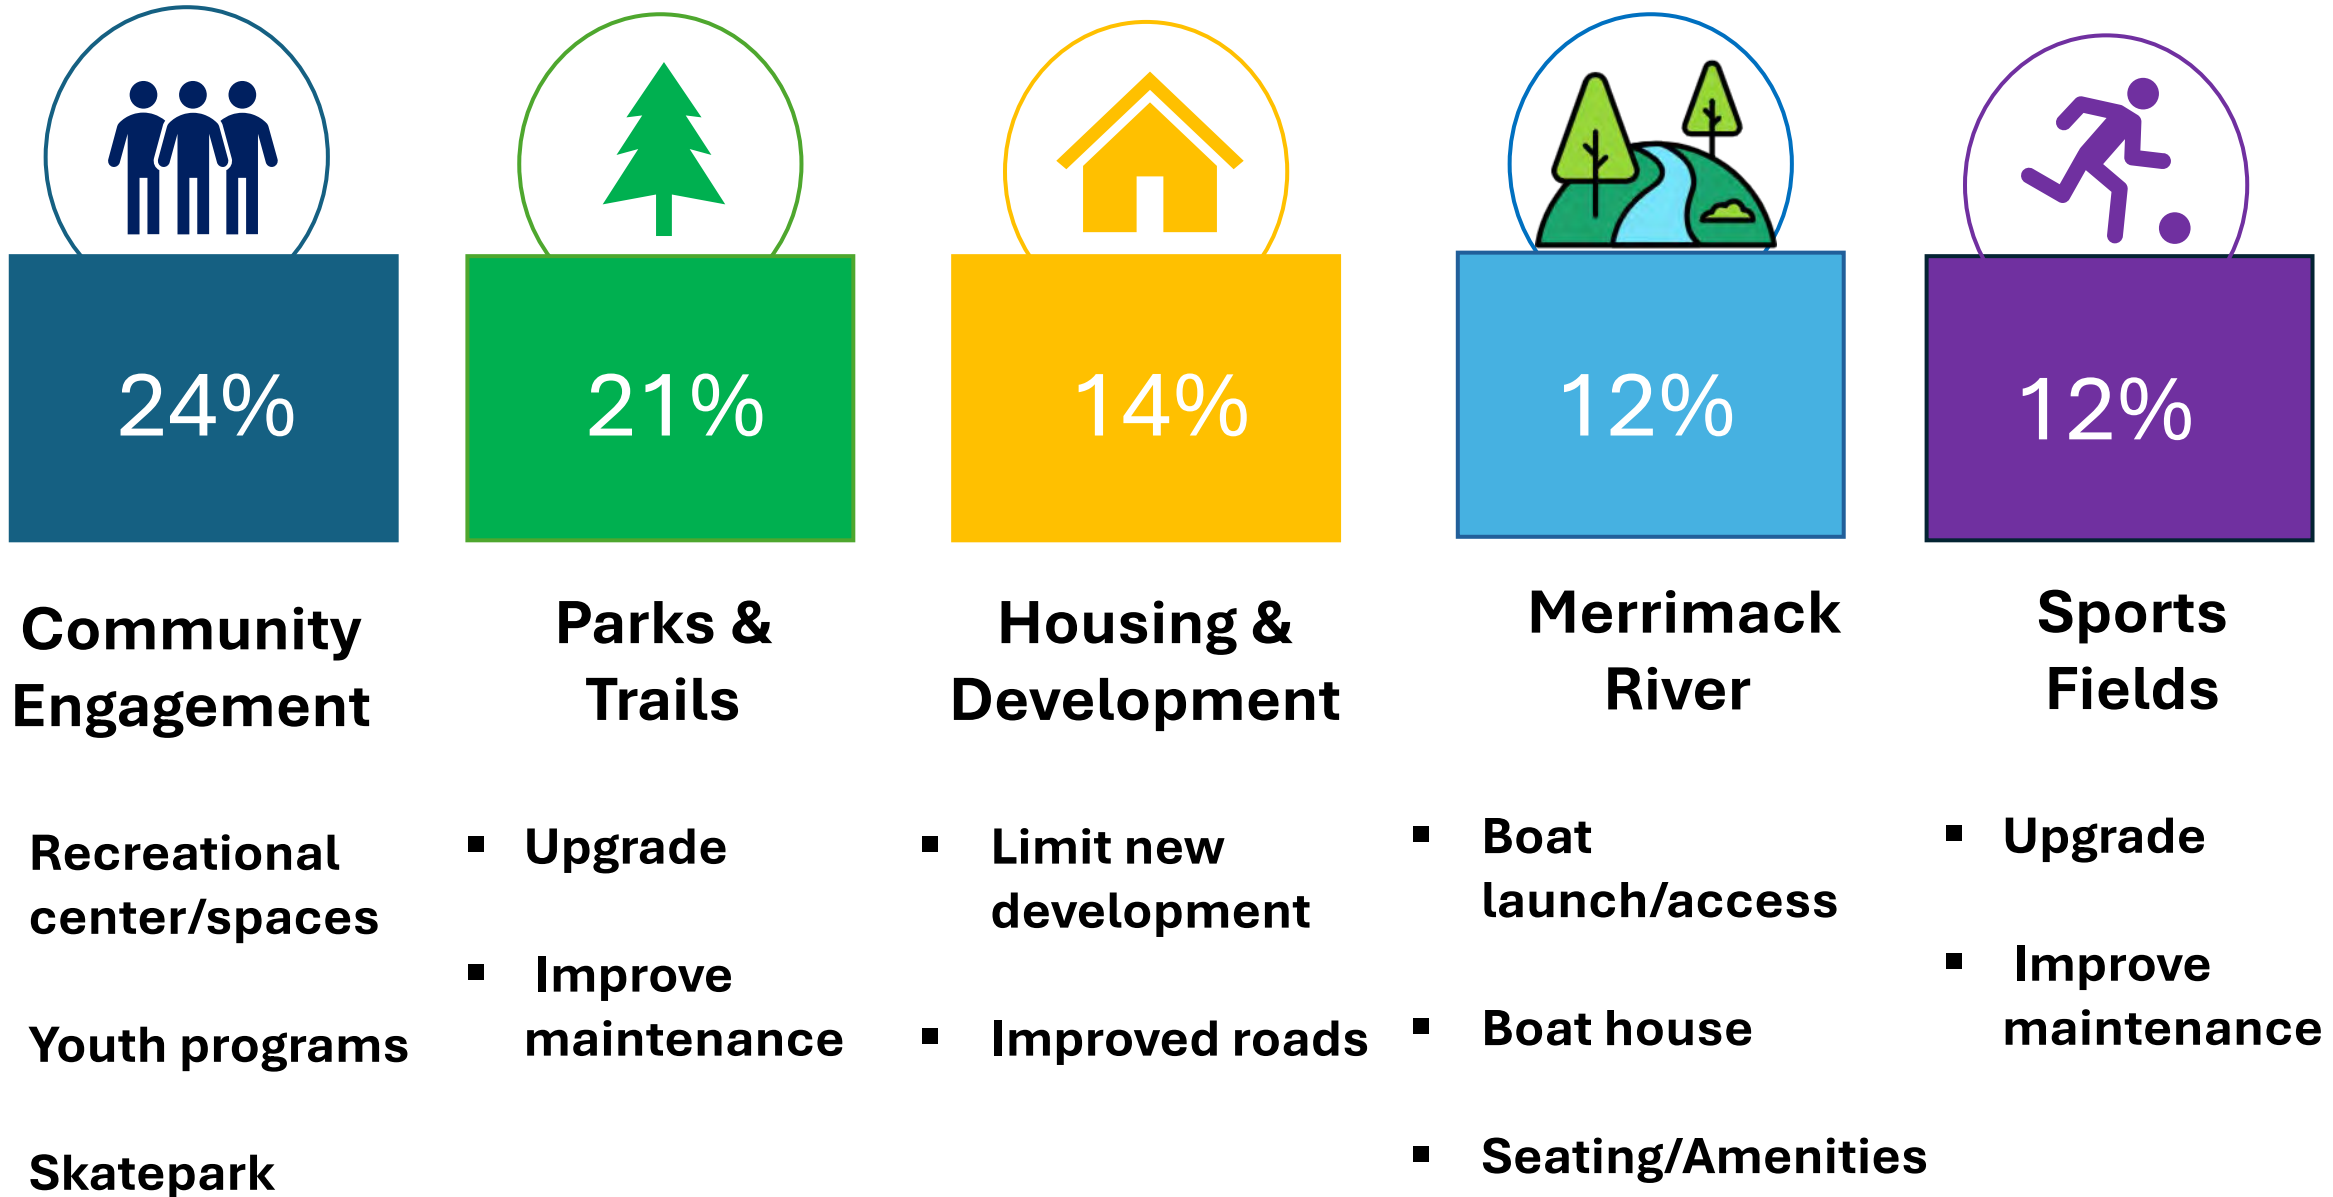 24%
Community
Engagement
Recreational
center/spaces
Youth programs
Skatepark
21%
Parks &
Trails
▪ Upgrade
▪ Improve
maintenance
14%
Housing &
Development
▪ Limit new
development
▪ Improved roads
12%
Merrimack
River
▪ Boat
launch/access
▪ Boat house
▪ Seating/Amenities
12%
Sports
Fields
▪ Upgrade
▪ Improve
maintenance